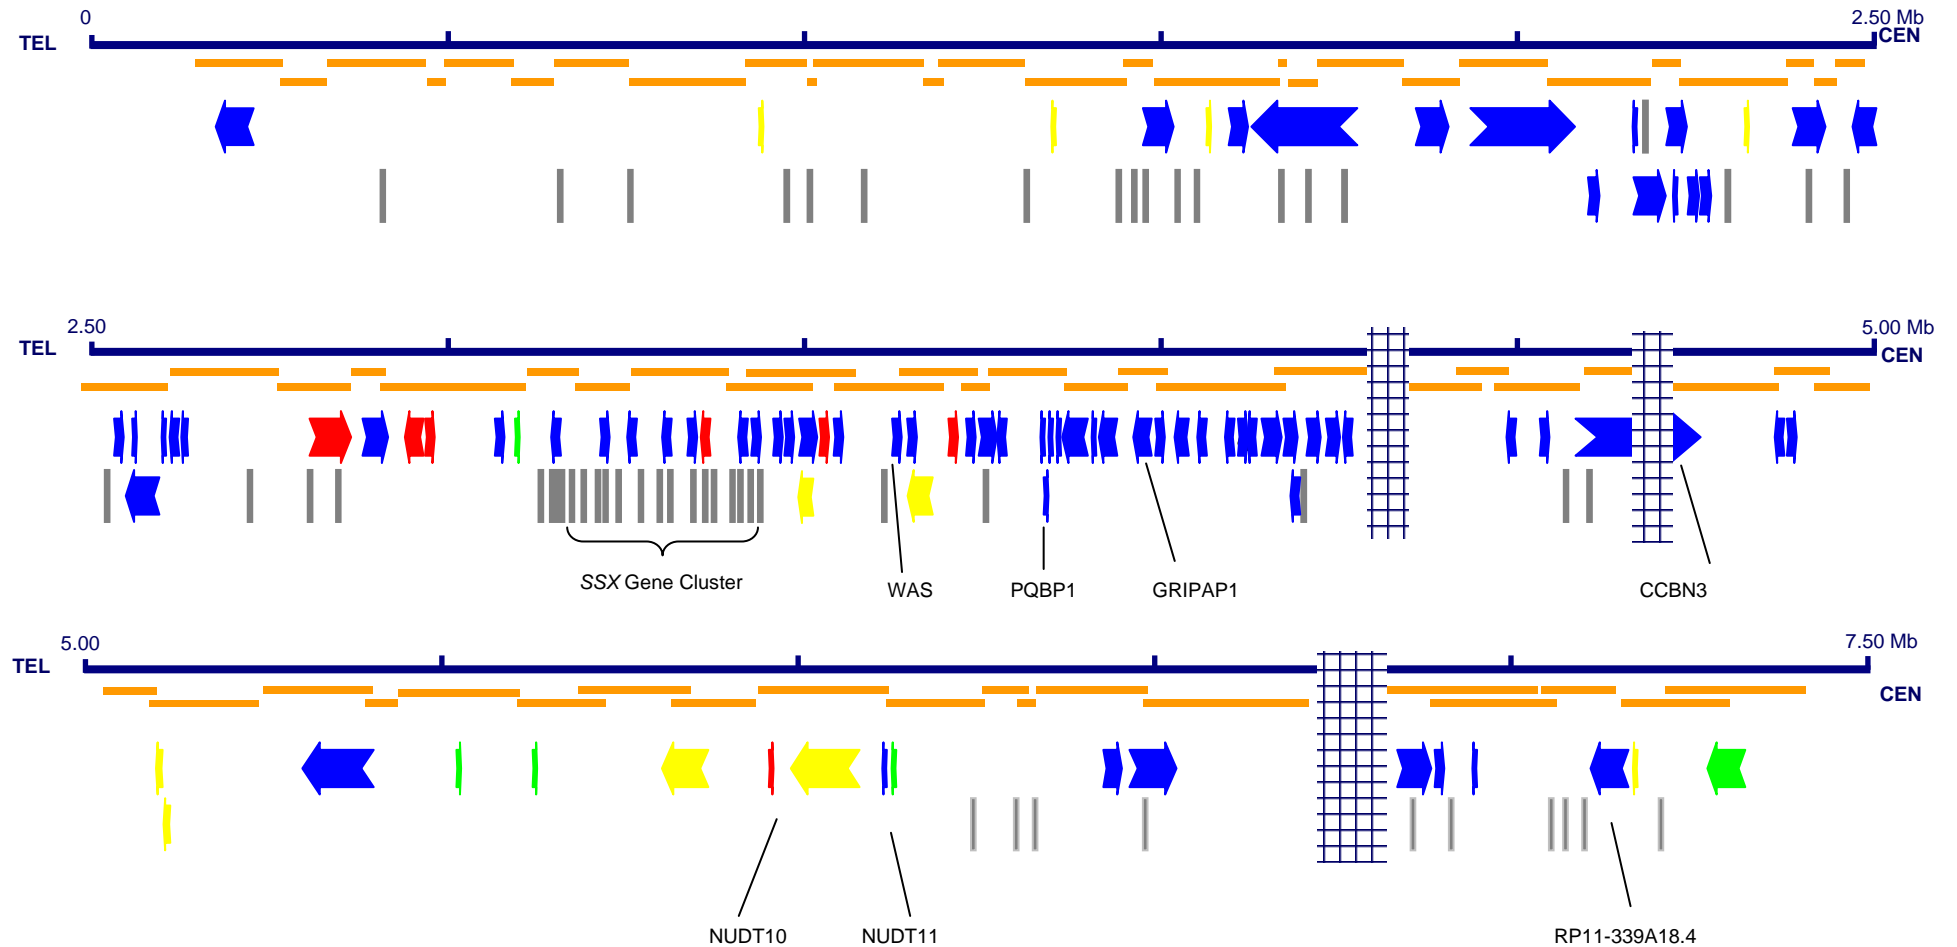 0
2.50 Mb
TEL
CEN
2.50
5.00 Mb
TEL
CEN
SSX Gene Cluster
WAS
PQBP1
GRIPAP1
CCBN3
5.00
7.50 Mb
TEL
CEN
NUDT10
NUDT11
RP11-339A18.4